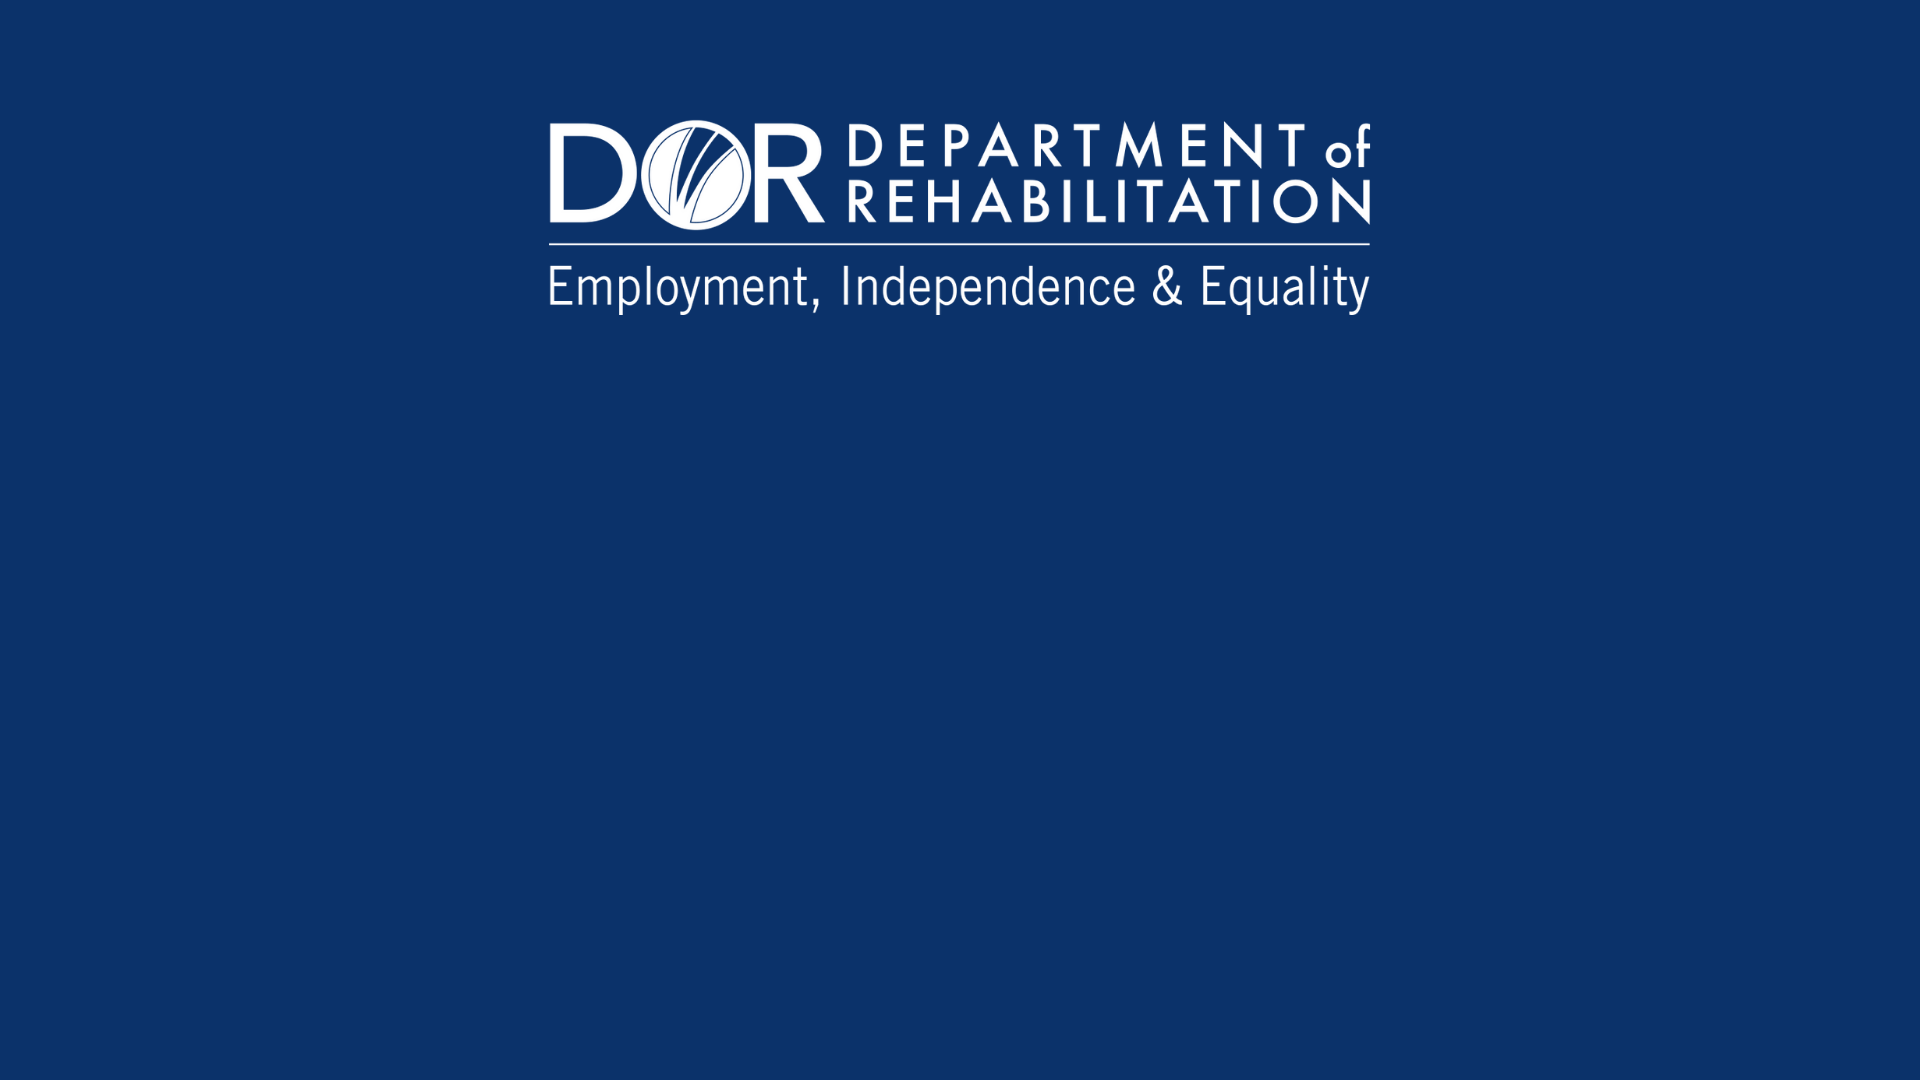 DOR DEPARTMENT of
REHABILITATION
Employment, Independence & Equality